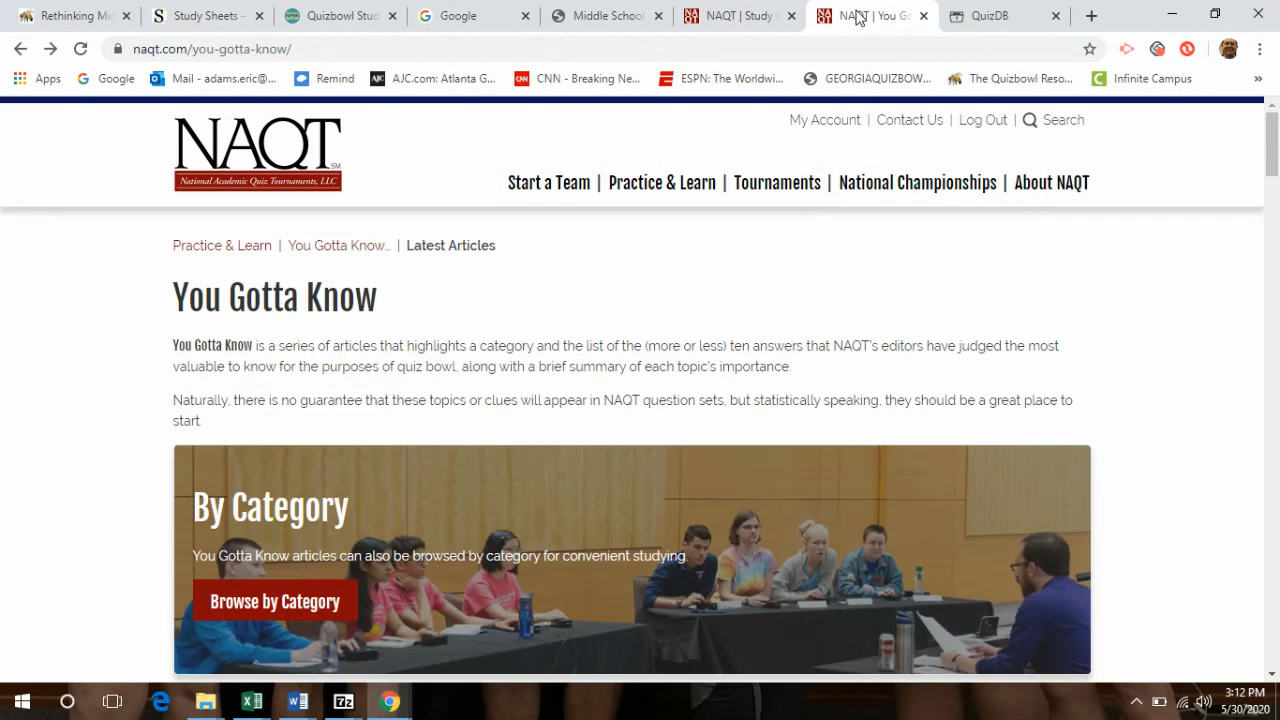 Rethinking Mic
Study Sheets –
Quizbowl Stud
Google
Middle School
NAQT | Study
NAQT | You Go
QuizDB
naqt.com/you-gotta-know/
Apps
Google
Mail - adams.eric@...
Remind
AJC.com: Atlanta G...
CNN - Breaking Ne...
ESPN: The Worldwi...
GEORGIAQUIZBOW...
The Quizbowl Reso...
Infinite Campus
»
My Account | Contact Us | Log Out | Search
NAQT SM
National Academic Quiz Tournaments, LLC
Start a Team | Practice & Learn | Tournaments | National Championships | About NAQT
Practice & Learn | You Gotta Know... | Latest Articles
You Gotta Know
You Gotta Know is a series of articles that highlights a category and the list of the (more or less) ten answers that NAQT's editors have judged the most
valuable to know for the purposes of quiz bowl, along with a brief summary of each topic's importance.
Naturally, there is no guarantee that these topics or clues will appear in NAQT question sets, but statistically speaking, they should be a great place to
start.
By Category
You Gotta Know articles can also be browsed by category for convenient studying.
Browse by Category
3:12 PM
5/30/2020